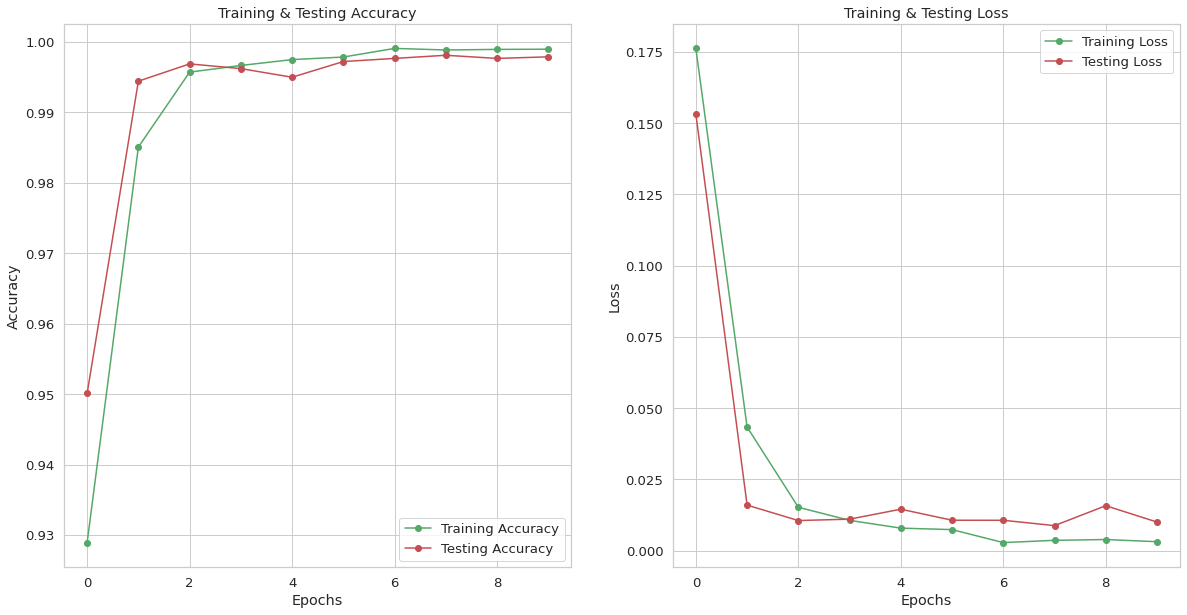 Training & Testing Accuracy
1.00
0.99
0.98
0.97
0.96
0.95
0.94
0.93
Accuracy
0
2
4
6
8
Epochs
Training Accuracy
Testing Accuracy
Training & Testing Loss
0.175
0.150
0.125
0.100
0.075
0.050
0.025
0.000
Loss
0
2
4
6
8
Epochs
Training Loss
Testing Loss